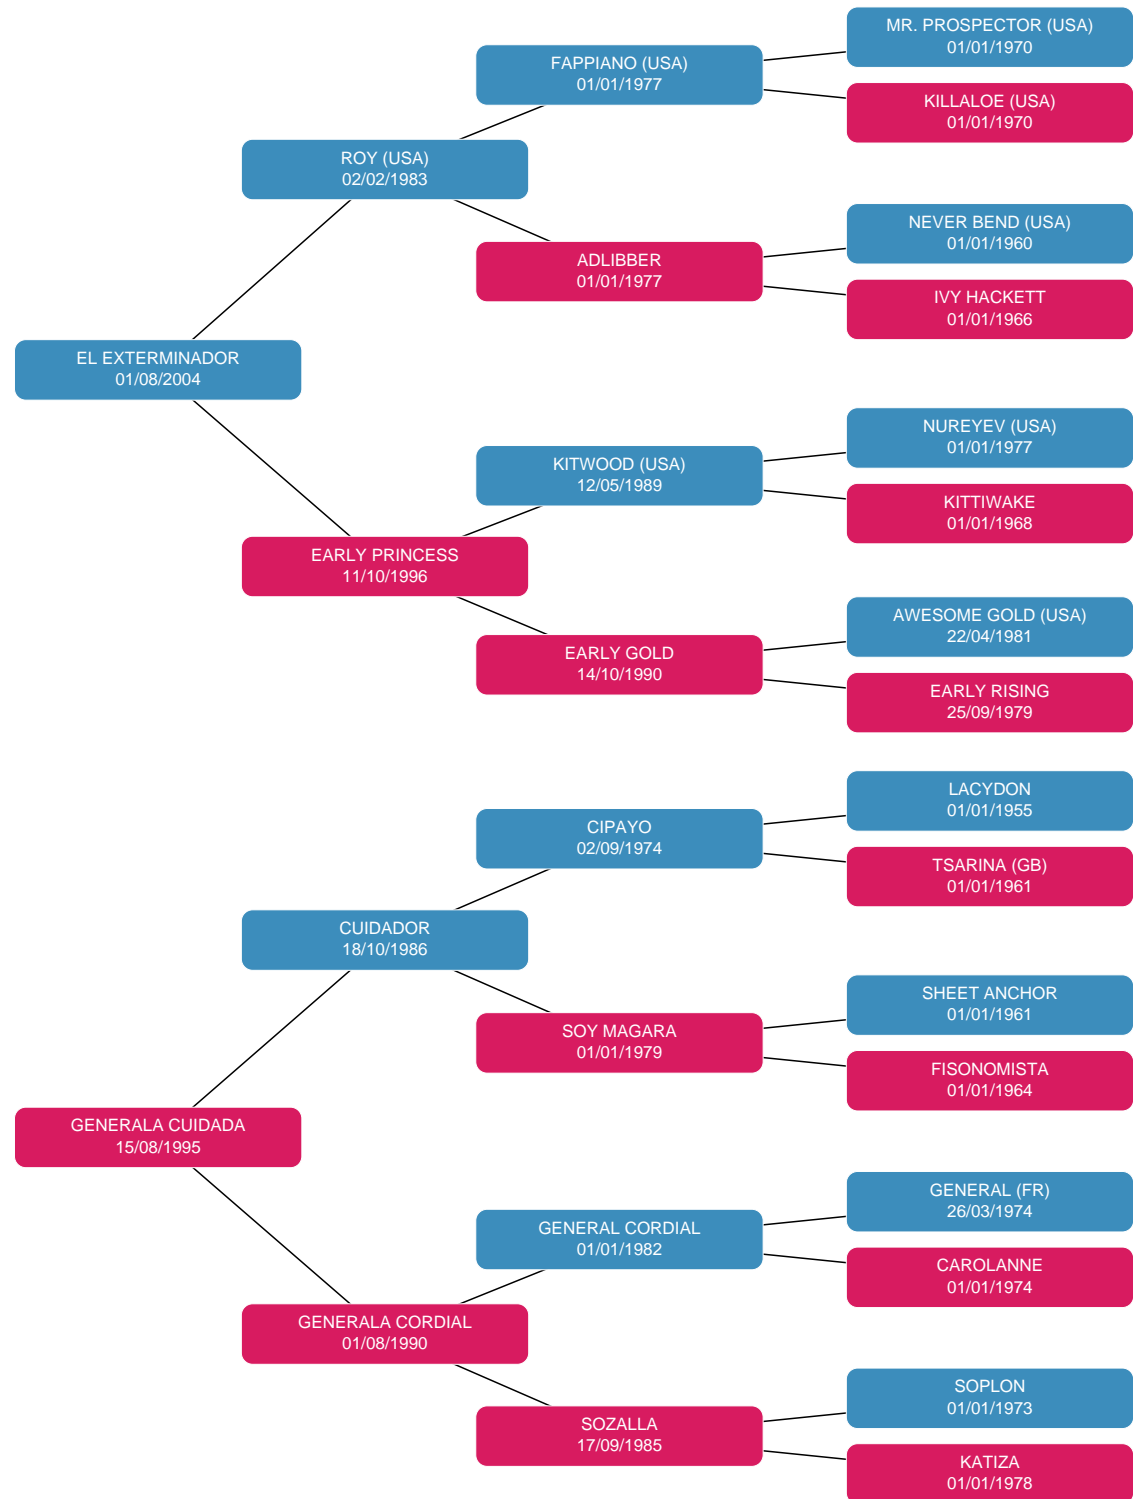 MR. PROSPECTOR (USA)
01/01/1970
FAPPIANO (USA)
01/01/1977
KILLALOE (USA)
01/01/1970
ROY (USA)
02/02/1983
NEVER BEND (USA)
01/01/1960
ADLIBBER
01/01/1977
IVY HACKETT
01/01/1966
EL EXTERMINADOR
01/08/2004
NUREYEV (USA)
01/01/1977
KITWOOD (USA)
12/05/1989
KITTIWAKE
01/01/1968
EARLY PRINCESS
11/10/1996
AWESOME GOLD (USA)
22/04/1981
EARLY GOLD
14/10/1990
EARLY RISING
25/09/1979
LACYDON
01/01/1955
CIPAYO
02/09/1974
TSARINA (GB)
01/01/1961
CUIDADOR
18/10/1986
SHEET ANCHOR
01/01/1961
SOY MAGARA
01/01/1979
FISONOMISTA
01/01/1964
GENERALA CUIDADA
15/08/1995
GENERAL (FR)
26/03/1974
GENERAL CORDIAL
01/01/1982
CAROLANNE
01/01/1974
GENERALA CORDIAL
01/08/1990
SOPLON
01/01/1973
SOZALLA
17/09/1985
KATIZA
01/01/1978